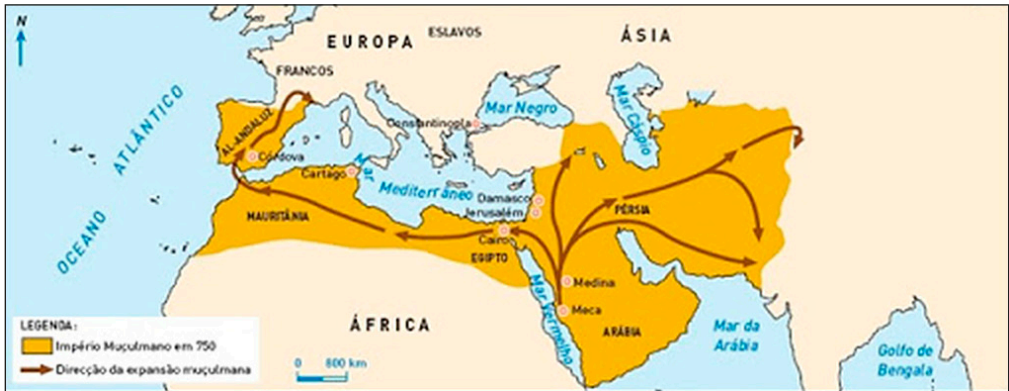 N
EUROPA
ESLAVOS
ÁSIA
FRANCOS
ATLÂNTICO
OCEANO
Mar Negro
Mar Cáspio
Constantinopla
AL-ANDALUZ
Córdova
Cartago
Mar
Mediterrâneo
Damasco
Jerusalém
MAURITÂNIA
PÉRSIA
Cairo
EGIPTO
Medina
Mar Vermelho
Meca
ARÁBIA
ÁFRICA
Mar da
Arábia
Golfo de
Bengala
LEGENDA:
Império Muçulmano em 750
Direcção da expansão muçulmana
0 800 km